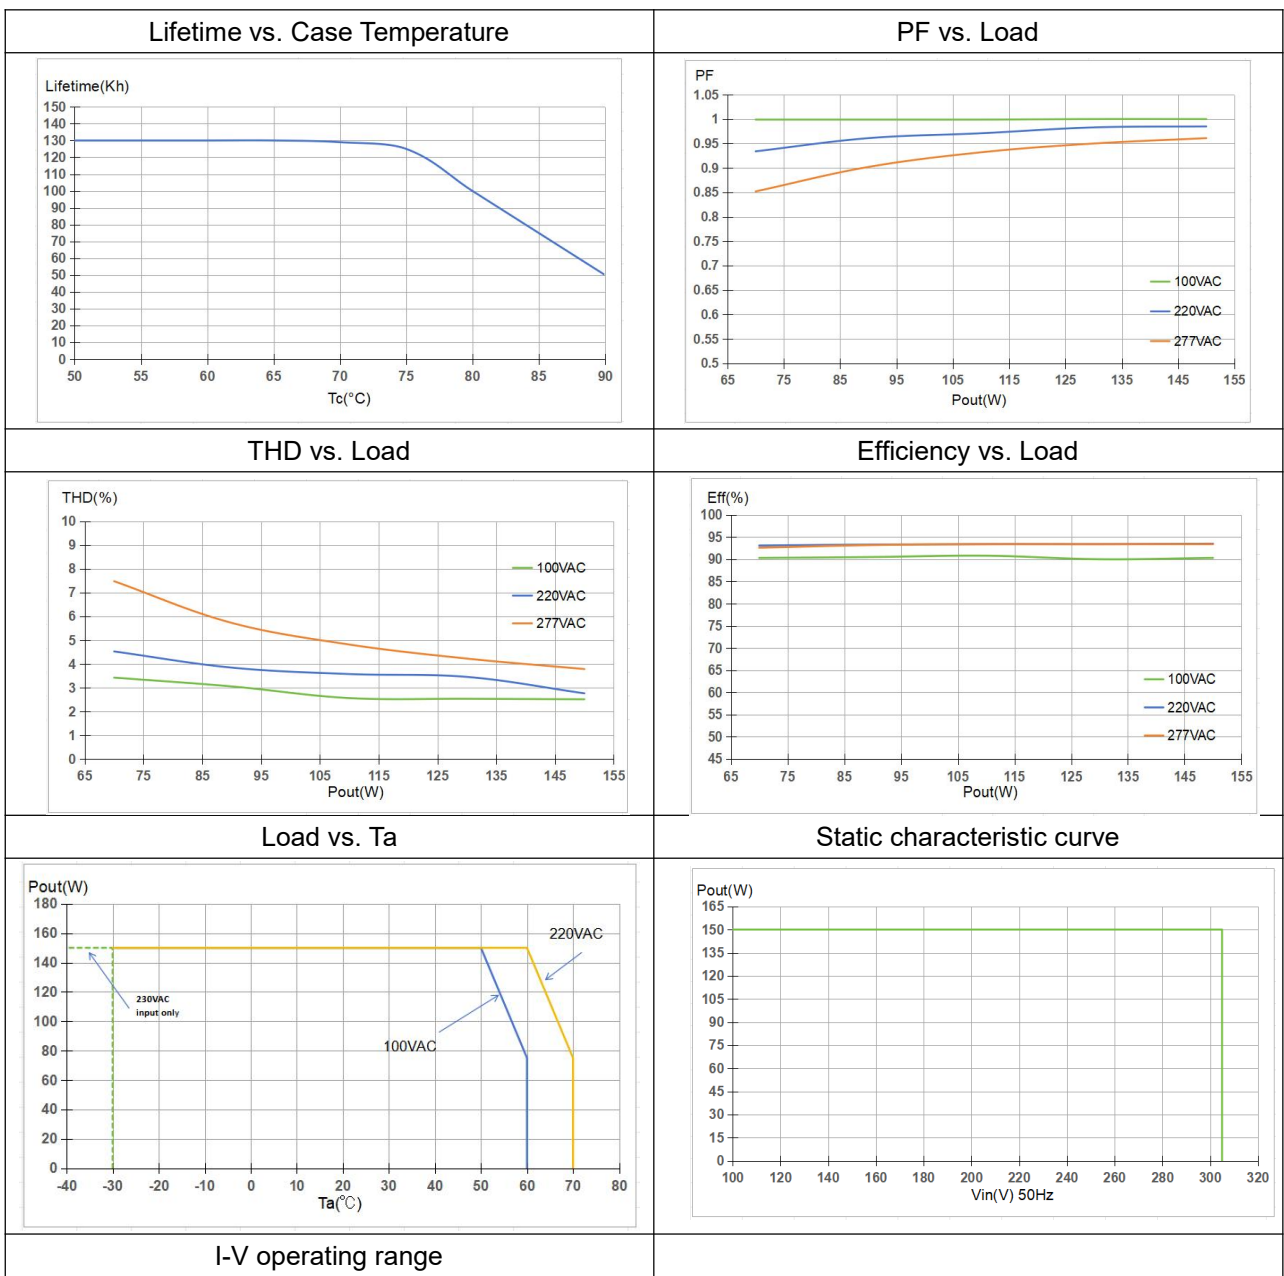 Lifetime vs. Case Temperature
PF vs. Load
Lifetime(Kh)
150
140
130
120
110
100
90
80
70
60
50
40
30
20
10
0
50 55 60 65 70 75 80 85 90
Tc(°C)
PF
1.05
1
0.95
0.9
0.85
0.8
0.75
0.7
0.65
0.6
0.55
0.5
100VAC
220VAC
277VAC
65 75 85 95 105 115 125 135 145 155
Pout(W)
THD vs. Load
Efficiency vs. Load
THD(%)
10
9
8
7
6
5
4
3
2
1
0
100VAC
220VAC
277VAC
65 75 85 95 105 115 125 135 145 155
Pout(W)
Eff(%)
100
95
90
85
80
75
70
65
60
55
50
45
100VAC
220VAC
277VAC
65 75 85 95 105 115 125 135 145 155
Pout(W)
Load vs. Ta
Static characteristic curve
Pout(W)
180
160
140
120
100
80
60
40
20
0
220VAC
230VAC
input only
100VAC
-40 -30 -20 -10 0 10 20 30 40 50 60 70 80
Ta(℃)
Pout(W)
165
150
135
120
105
90
75
60
45
30
15
0
100 120 140 160 180 200 220 240 260 280 300 320
Vin(V) 50Hz
I-V operating range